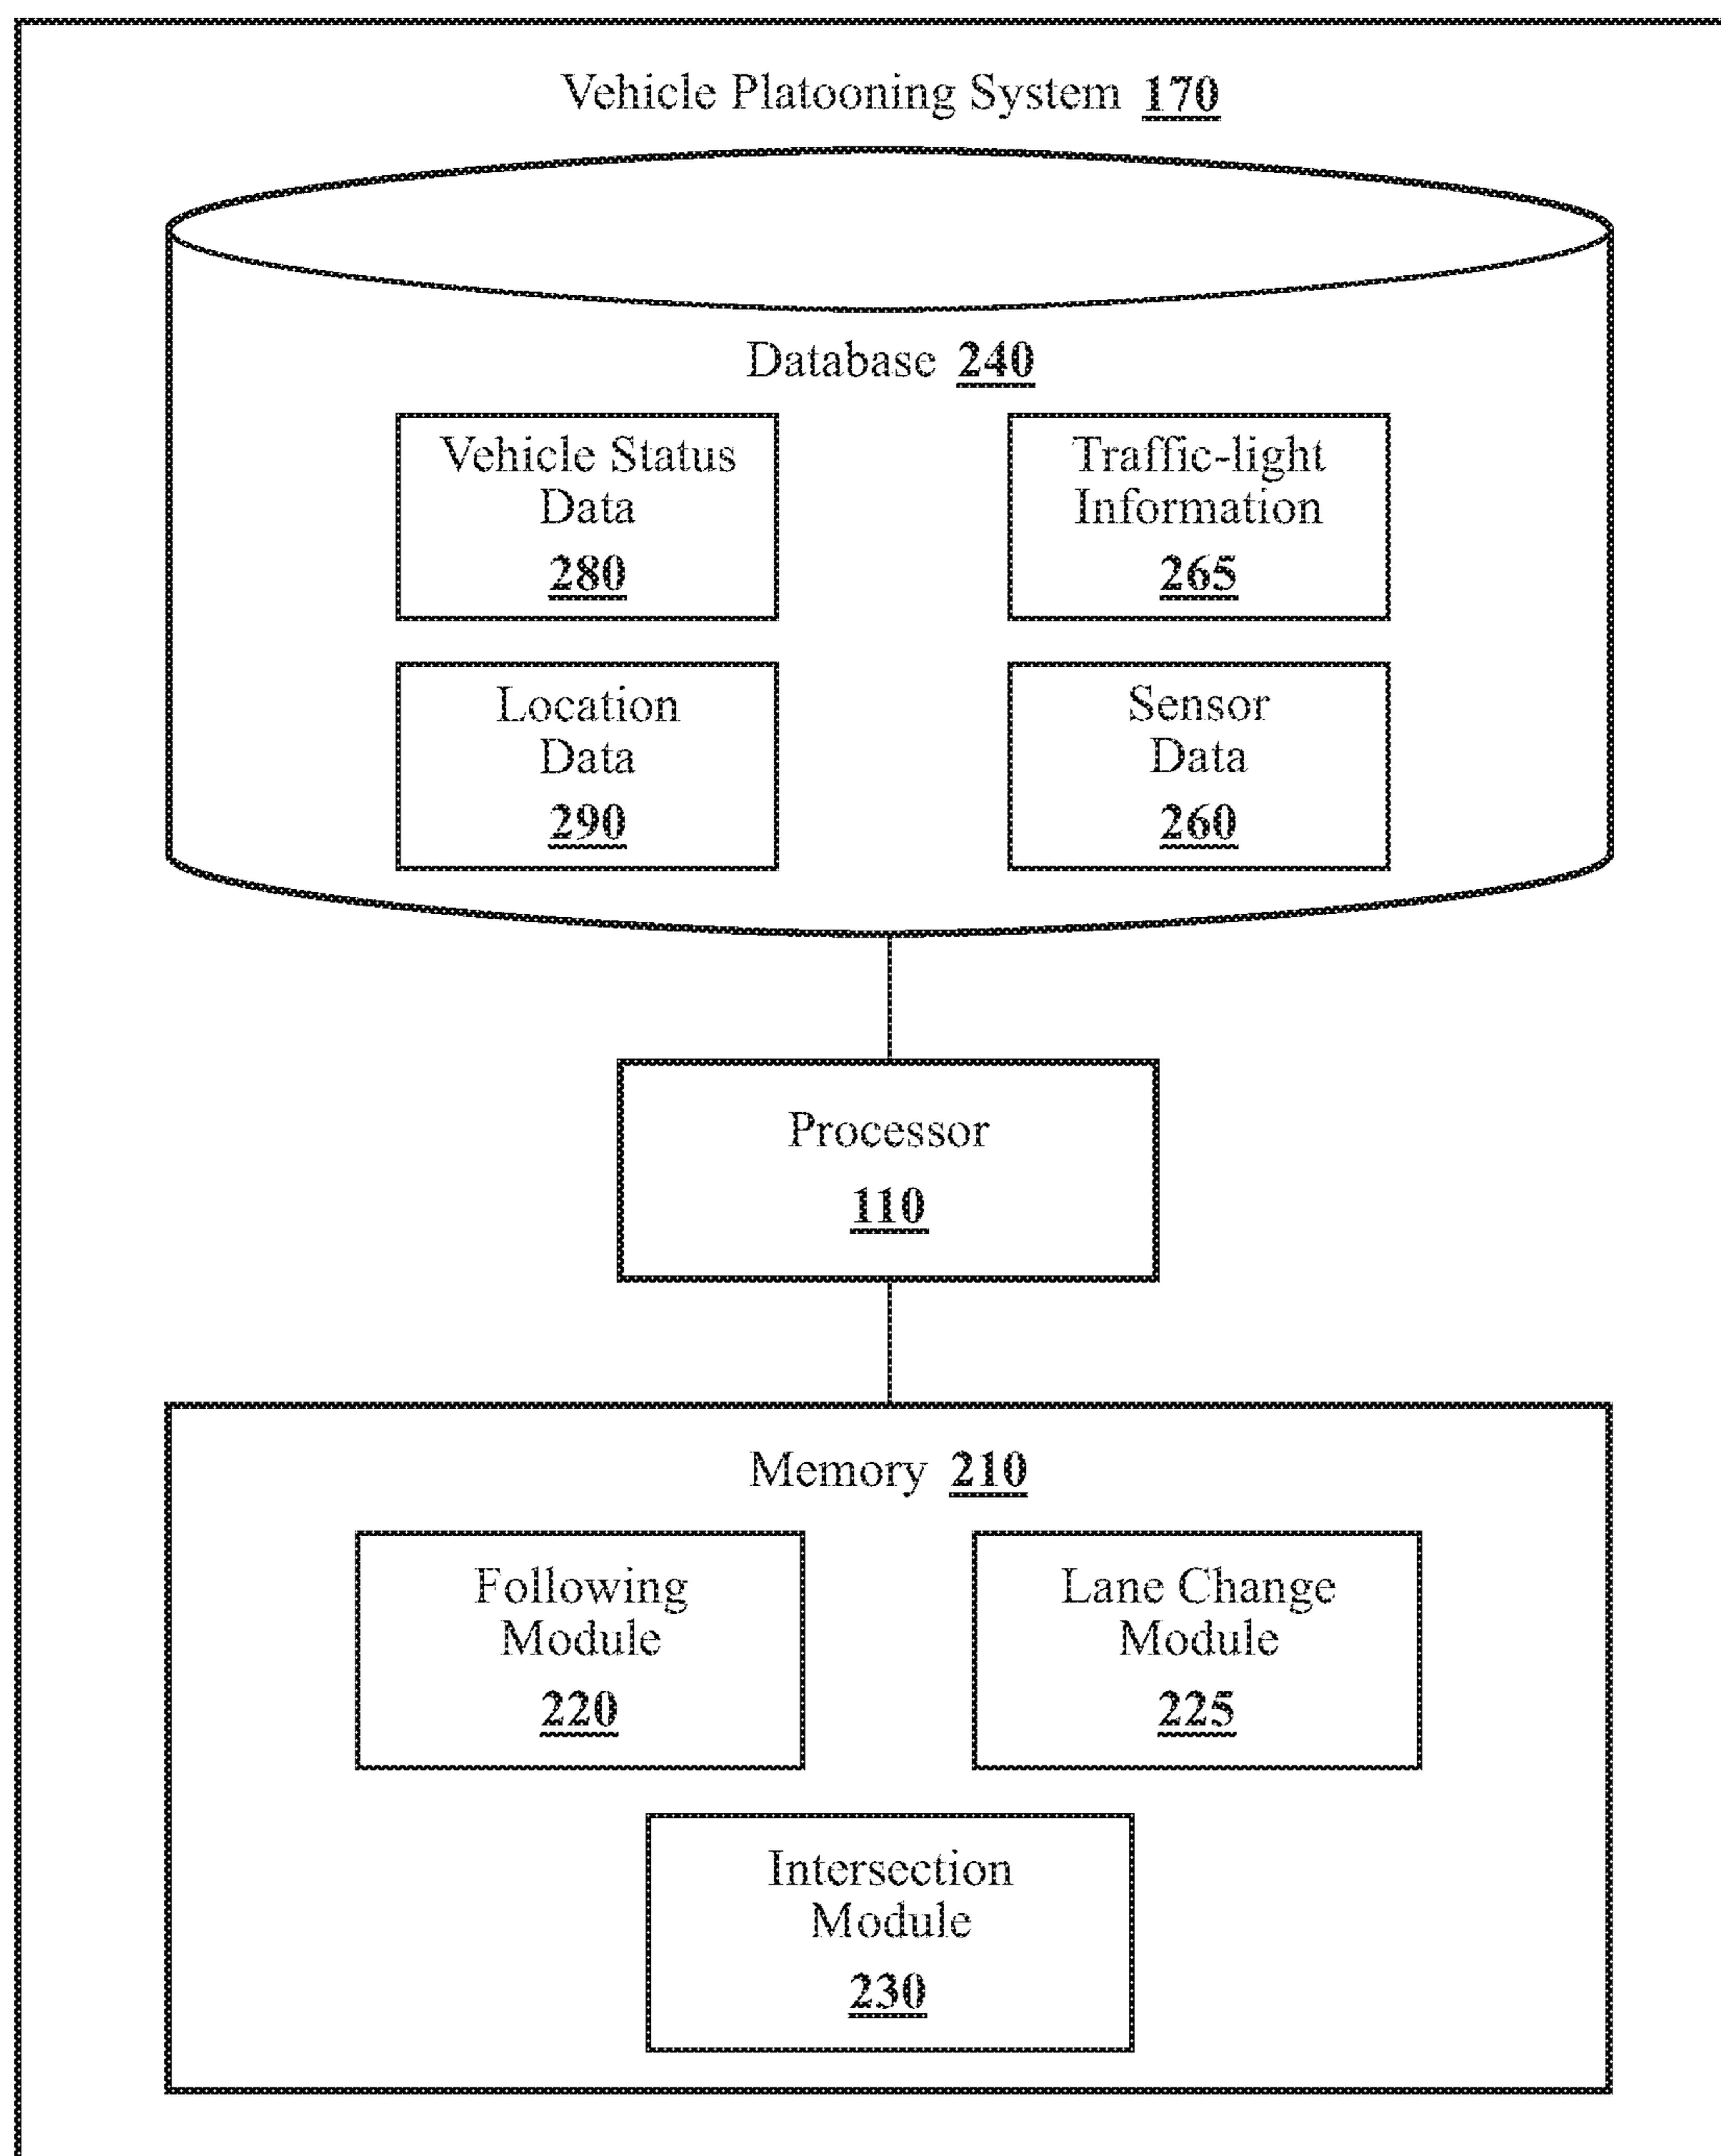 Vehicle Platooning System 170
Database 240
Vehicle Status
Data
280
Traffic-light
Information
265
Location
Data
290
Sensor
Data
260
Processor
110
Memory 210
Following
Module
220
Lane Change
Module
225
Intersection
Module
230